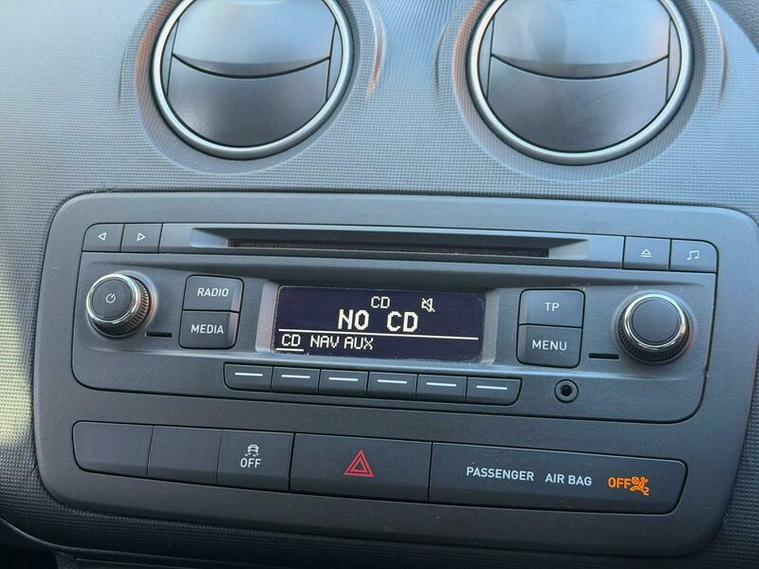 CD
NO CD
CD NAV AUX
RADIO
MEDIA
TP
MENU
OFF
PASSENGER AIR BAG OFF